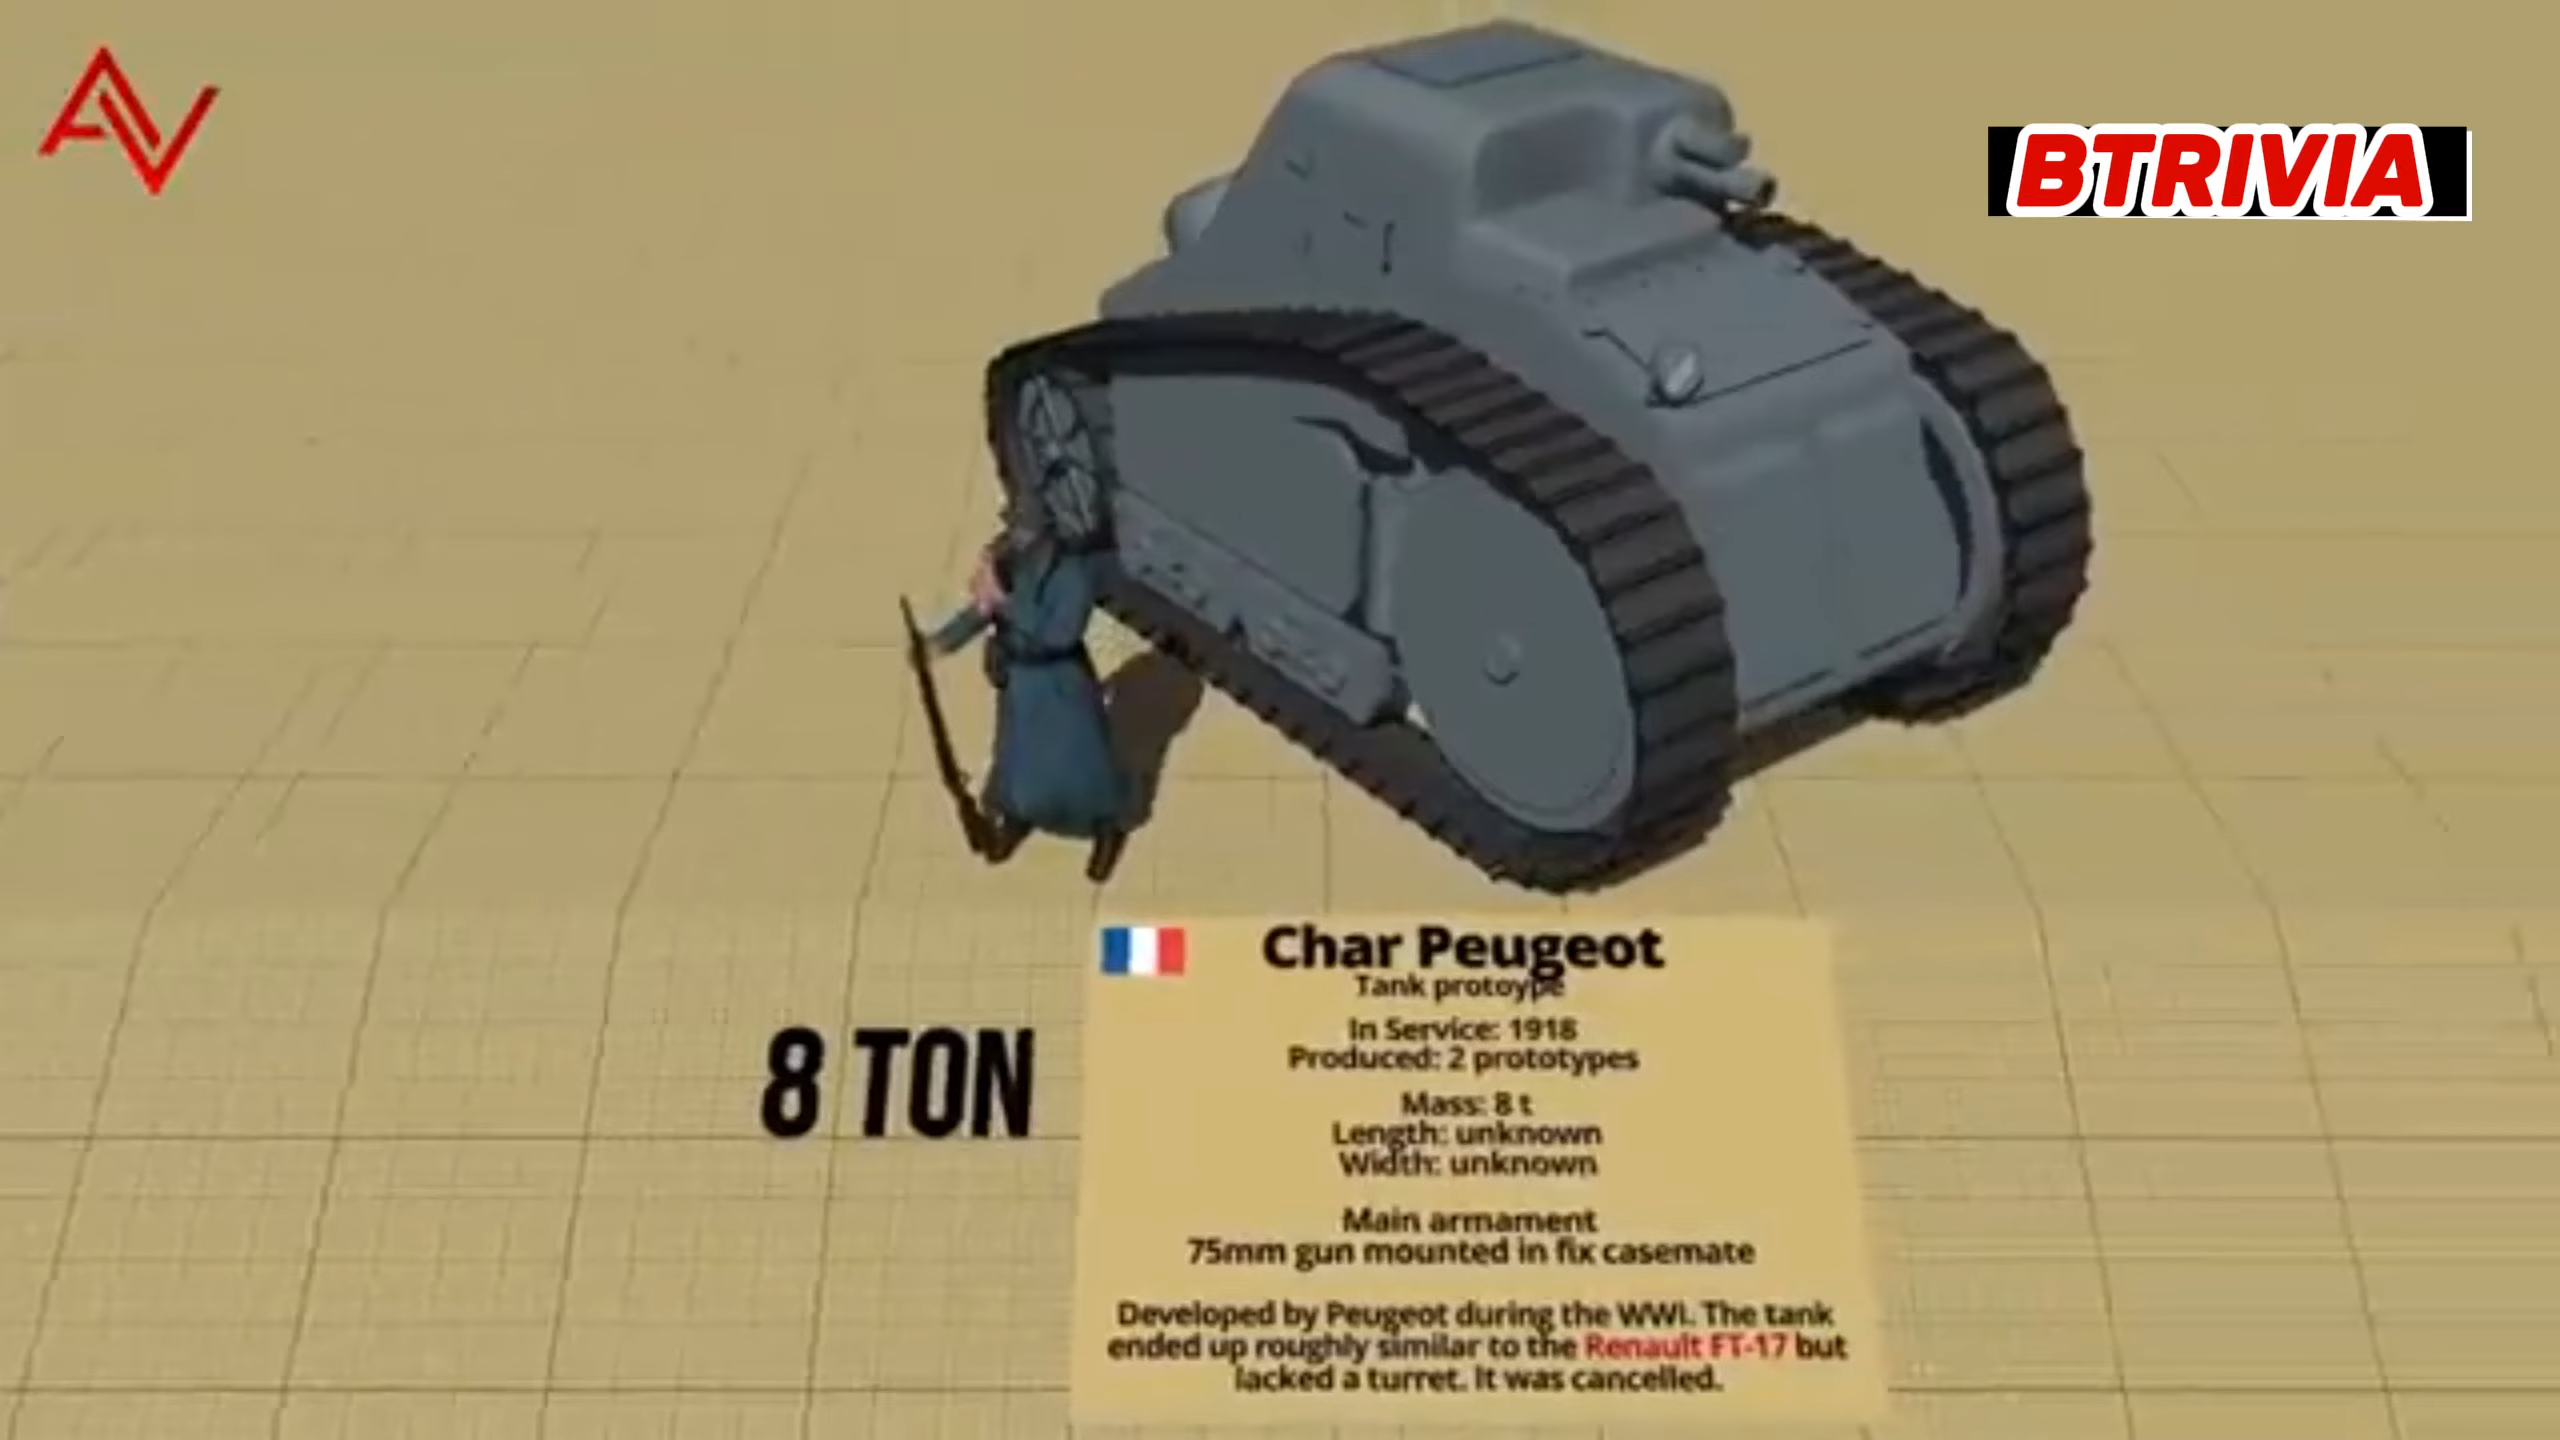 AV
BTRIVIA
Char Peugeot
Tank protoype
In Service: 1918
Produced: 2 prototypes
8 TON
Mass: 8 t
Length: unknown
Width: unknown
Main armament
75mm gun mounted in fix casemate
Developed by Peugeot during the WWI. The tank
ended up roughly similar to the Renault FT-17 but
lacked a turret. It was cancelled.